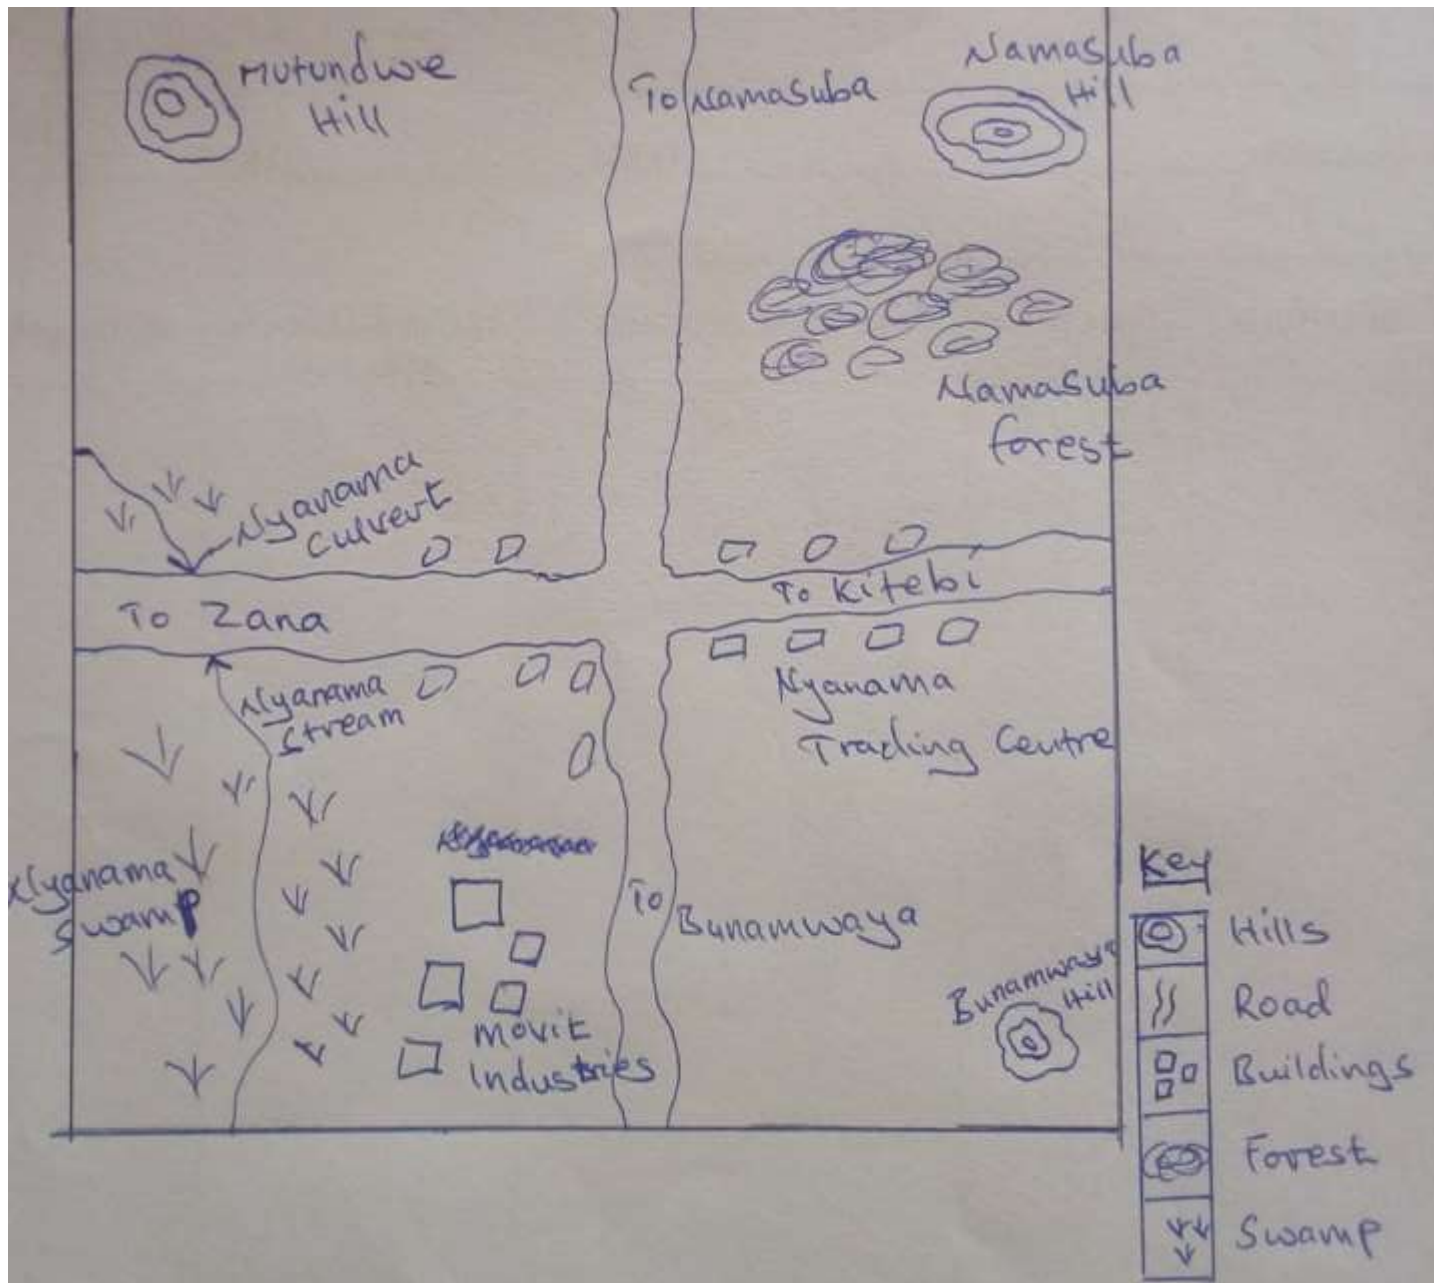 Mutundwe
Hill
To Namasuba
Namasuba
Hill
Namasuba
forest
Nyanama
Culvert
To Zana
To Kitebi
Nyanama
Stream
Nyanama
Trading Centre
Nyanama
Swamp
To Bunamwaya
Bunamwaya
Hill
Movit
Industries
Key
Hills
Road
Buildings
Forest
Swamp